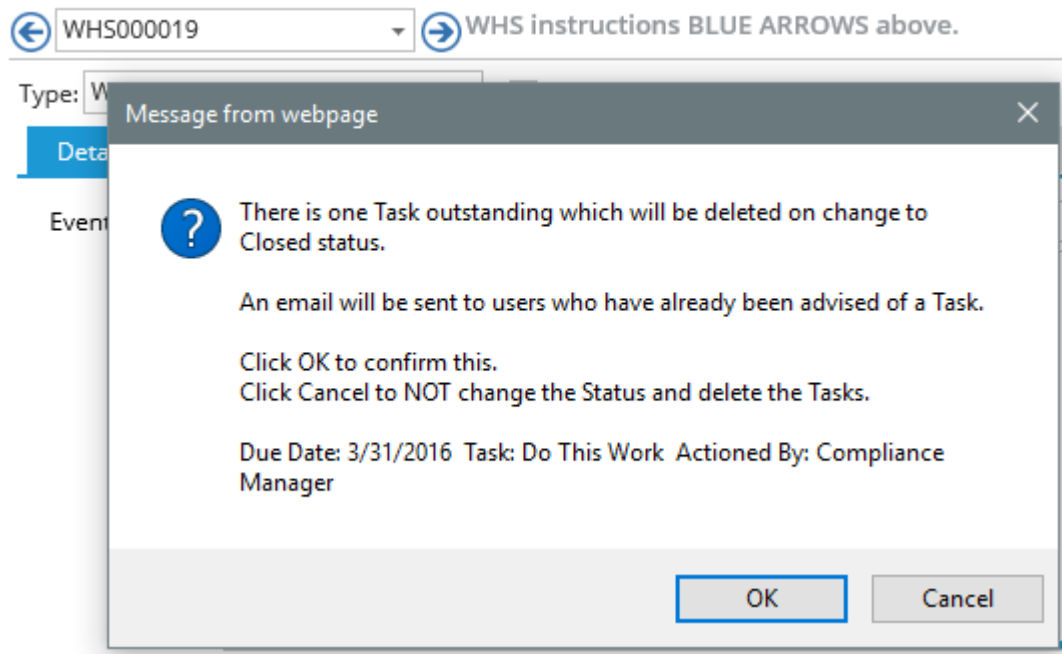 WHS000019
WHS instructions BLUE ARROWS above.
Type: W
Message from webpage
Deta
Event
There is one Task outstanding which will be deleted on change to
Closed status.
An email will be sent to users who have already been advised of a Task.
Click OK to confirm this.
Click Cancel to NOT change the Status and delete the Tasks.
Due Date: 3/31/2016 Task: Do This Work Actioned By: Compliance
Manager
OK
Cancel